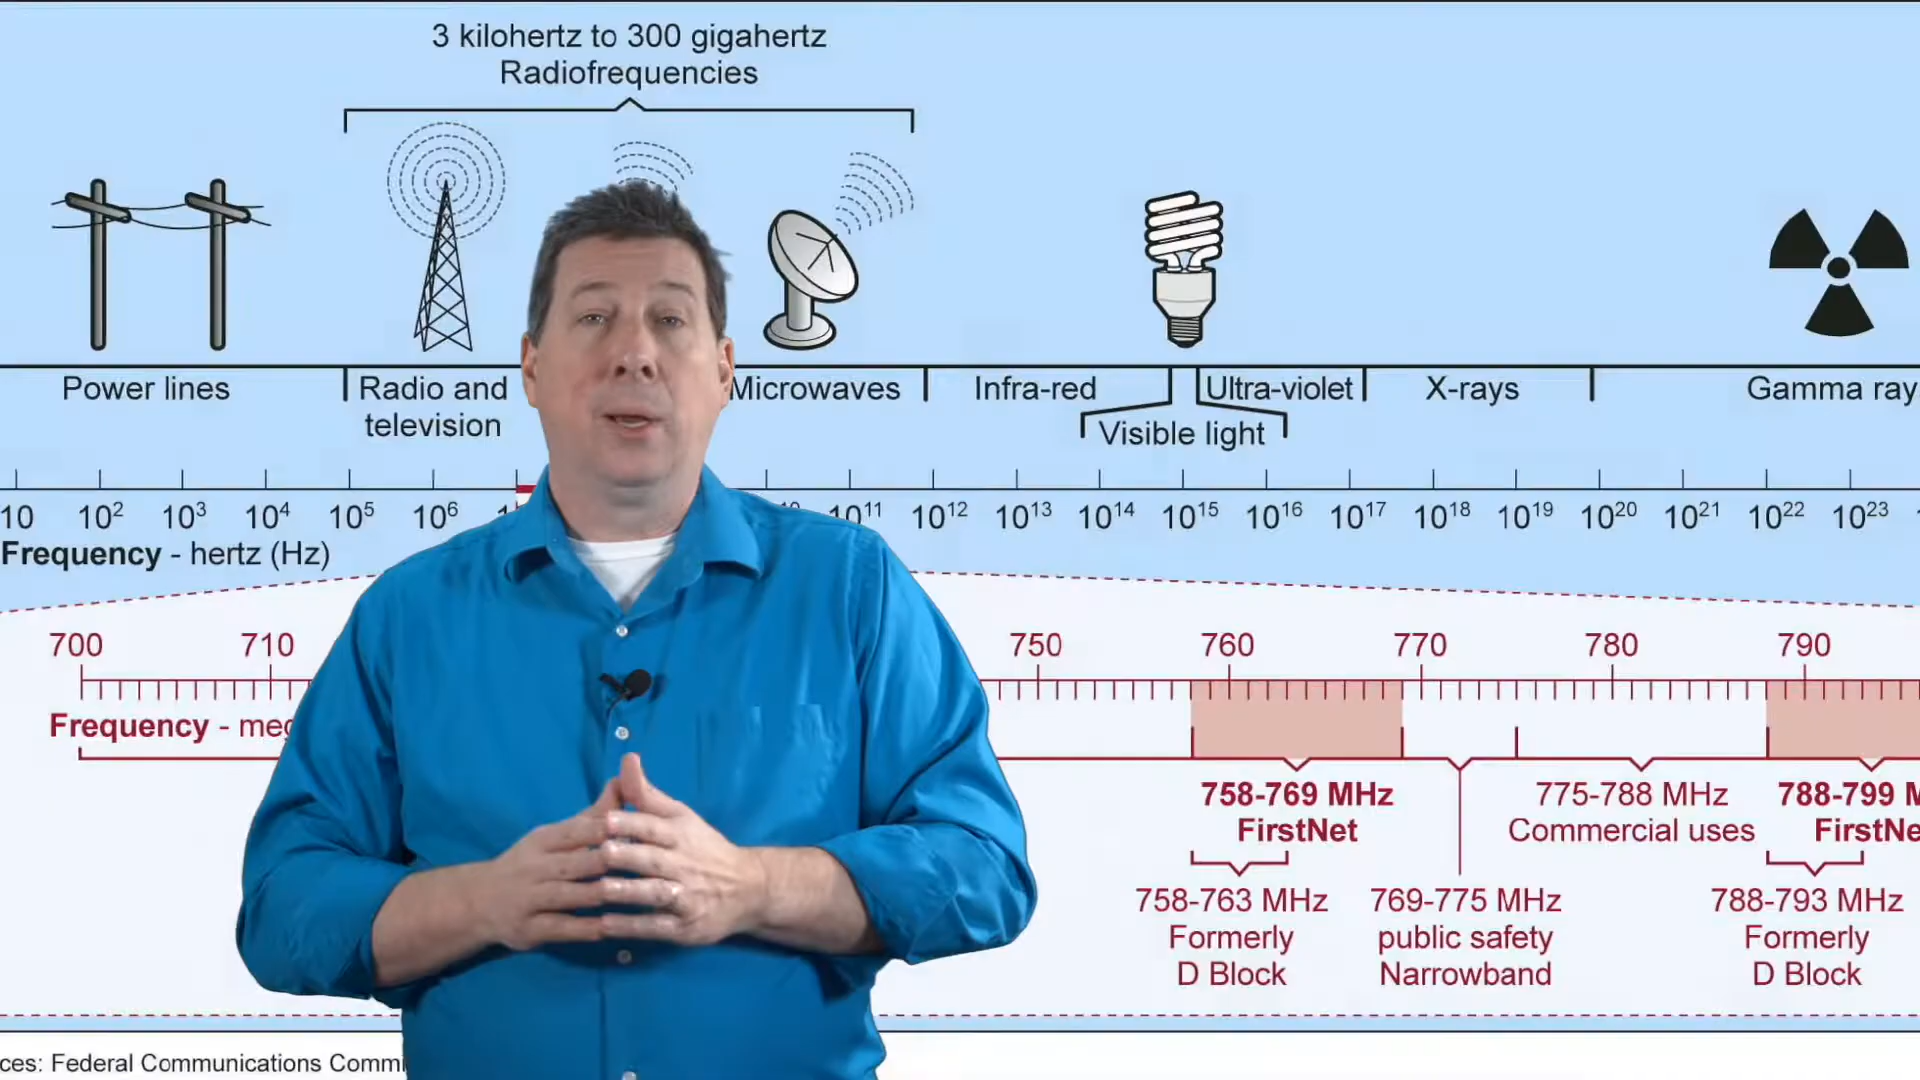 3 kilohertz to 300 gigahertz
Radiofrequencies
Power lines
Radio and
television
Microwaves
Infra-red
Visible light
Ultra-violet
X-rays
Gamma ray
10 10² 10³ 10⁴ 10⁵ 10⁶ 10¹¹ 10¹² 10¹³ 10¹⁴ 10¹⁵ 10¹⁶ 10¹⁷ 10¹⁸ 10¹⁹ 10²⁰ 10²¹ 10²² 10²³
Frequency - hertz (Hz)
700 710 750 760 770 780 790
Frequency -
758-769 MHz
FirstNet
775-788 MHz
Commercial uses
788-799
758-763 MHz
Formerly
D Block
769-775 MHz
public safety
Narrowband
788-793 MHz
Formerly
D Block
Federal Communications